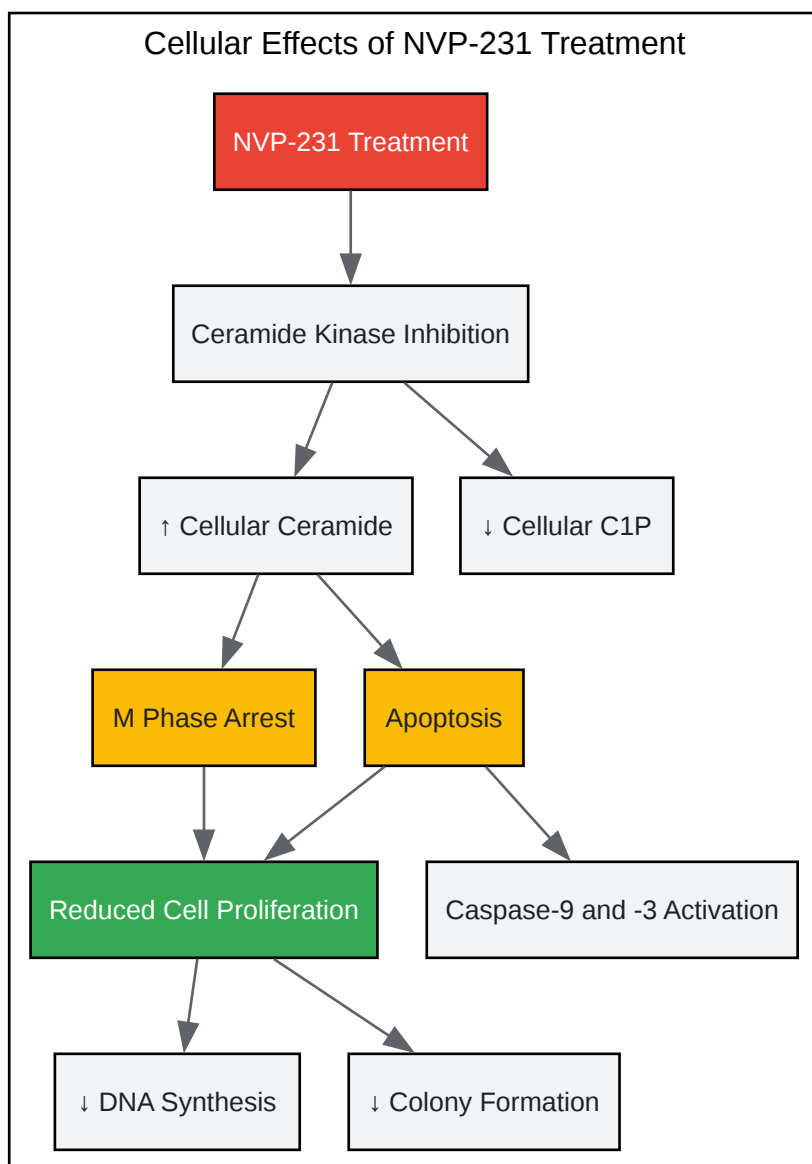 Cellular Effects of NVP-231 Treatment
NVP-231 Treatment
Ceramide Kinase Inhibition
↑ Cellular Ceramide
↓ Cellular C1P
M Phase Arrest
Apoptosis
Reduced Cell Proliferation
Caspase-9 and -3 Activation
↓ DNA Synthesis
↓ Colony Formation